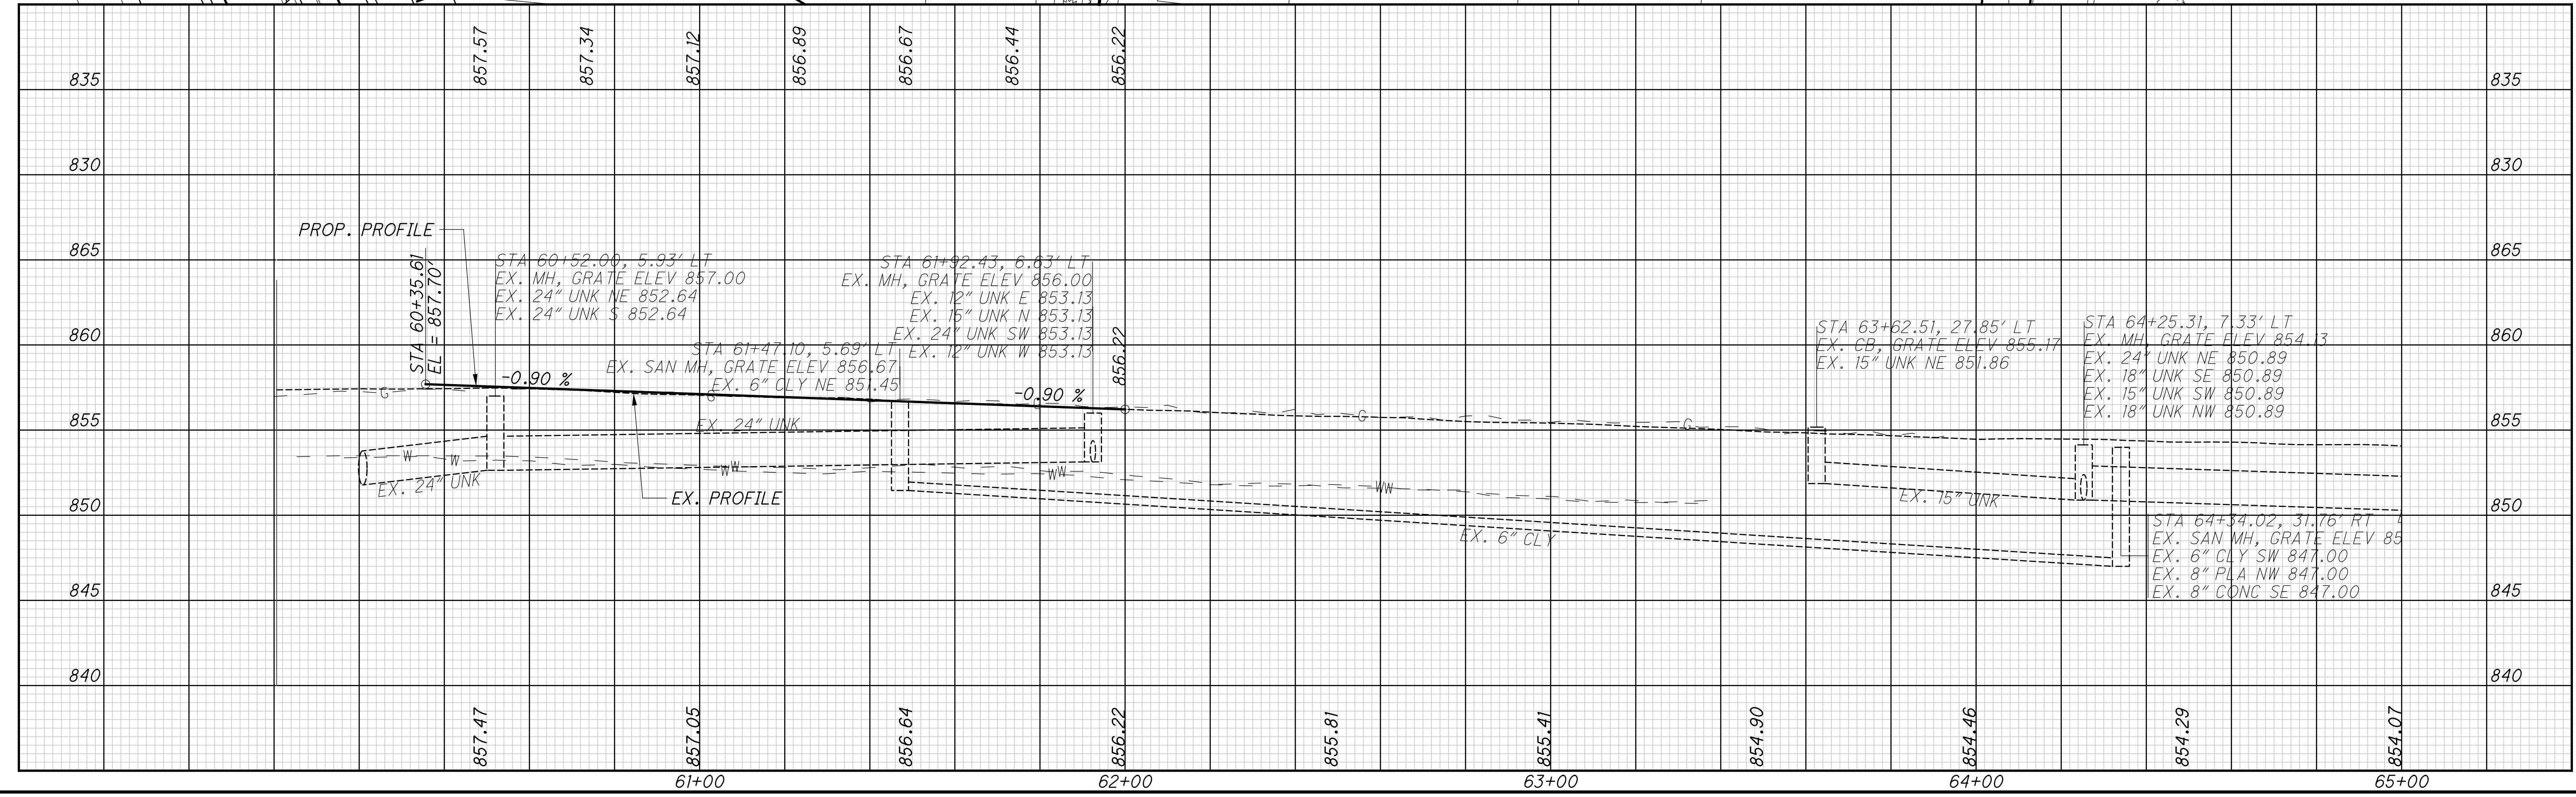 857.57
857.34
857.12
856.89
856.67
856.44
856.22
835
835
830
830
865
865
860
860
855
855
850
850
845
845
840
840
PROP. PROFILE
STA 60+35.61
EL = 857.70'
-0.90 %
STA 60+52.00, 5.93' LT
EX. MH, GRATE ELEV 857.00
EX. 24" UNK NE 852.64
EX. 24" UNK S 852.64
STA 61+47.10, 5.69' LT
EX. SAN MH, GRATE ELEV 856.67
EX. 6" CLY NE 851.45
STA 61+92.43, 6.63' LT
EX. MH, GRATE ELEV 856.00
EX. 12" UNK E 853.13
EX. 15" UNK N 853.13
EX. 24" UNK SW 853.13
EX. 12" UNK W 853.13
-0.90 %
856.22
STA 63+62.51, 27.85' LT
EX. CB, GRATE ELEV 855.17
EX. 15" UNK NE 851.86
STA 64+25.31, 7.33' LT
EX. MH, GRATE ELEV 854.13
EX. 24" UNK NE 850.89
EX. 18" UNK SE 850.89
EX. 15" UNK SW 850.89
EX. 18" UNK NW 850.89
G
G
G
G
G
EX. 24" UNK
W
W
WW
WW
WW
WW
EX. 24" UNK
EX. PROFILE
EX. 6" CLY
EX. 15" UNK
STA 64+34.02, 31.76' RT
EX. SAN MH, GRATE ELEV 85
EX. 6" CLY SW 847.00
EX. 8" PLA NW 847.00
EX. 8" CONC SE 847.00
857.47
857.05
856.64
856.22
855.81
855.41
854.90
854.46
854.29
854.07
61+00
62+00
63+00
64+00
65+00